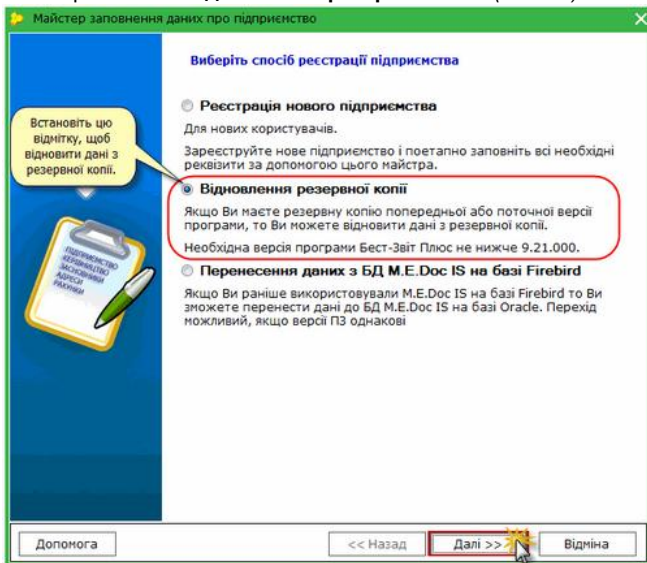 Майстер заповнення даних про підприємство
Виберіть спосіб реєстрації підприємства
Реєстрація нового підприємства
Для нових користувачів.
Зареєструйте нове підприємство і поетапно заповніть всі необхідні
реквізити за допомогою цього майстра.
Встановіть цю
відмітку, щоб
відновити дані з
резервної копії.
Відновлення резервної копії
Якщо Ви маєте резервну копію попередньої або поточної версії
програми, то Ви можете відновити дані з резервної копії.
Необхідна версія програми Бест-Звіт Плюс не нижче 9.21.000.
Перенесення даних з БД M.E.Doc IS на базі Firebird
Якщо Ви раніше використовували M.E.Doc IS на базі Firebird то Ви
зможете перенести дані до БД M.E.Doc IS на базі Oracle. Перехід
можливий, якщо версії ПЗ однакові
ПІДПРИЄМСТВО
КЕРІВНИЦТВО
ЗАСНОВНИКИ
АДРЕСИ
РАХУНКИ
Допомога
<< Назад
Далі >>
Відміна